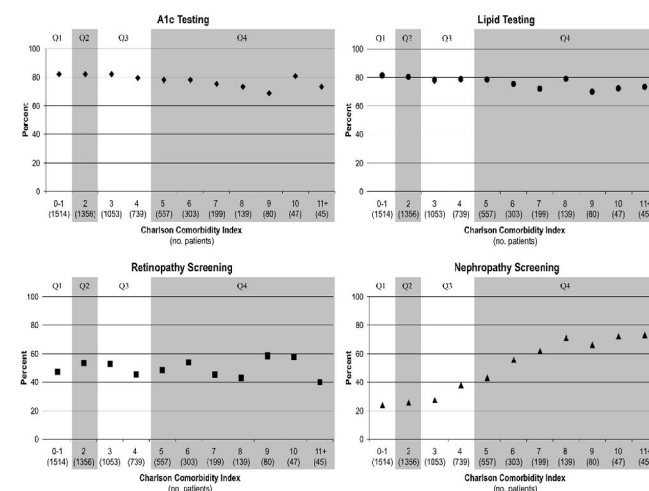 A1c Testing
Q1 Q2 Q3 Q4
100
80
60
40
20
0
Percent
0-1 2 3 4 5 6 7 8 9 10 11+
(1514) (1356) (1053) (739) (557) (303) (199) (139) (80) (47) (45)
Charlson Comorbidity Index
(no. patients)
Lipid Testing
Q1 Q2 Q3 Q4
100
80
60
40
20
0
Percent
0-1 2 3 4 5 6 7 8 9 10 11+
(1514) (1356) (1053) (739) (557) (303) (199) (139) (80) (47) (45)
Charlson Comorbidity Index
(no. patients)
Retinopathy Screening
Q1 Q2 Q3 Q4
100
80
60
40
20
0
Percent
0-1 2 3 4 5 6 7 8 9 10 11+
(1514) (1356) (1053) (739) (557) (303) (199) (139) (80) (47) (45)
Charlson Comorbidity Index
(no. patients)
Nephropathy Screening
Q1 Q2 Q3 Q4
100
80
60
40
20
0
Percent
0-1 2 3 4 5 6 7 8 9 10 11+
(1514) (1356) (1053) (739) (557) (303) (199) (139) (80) (47) (45)
Charlson Comorbidity Index
(no. patients)